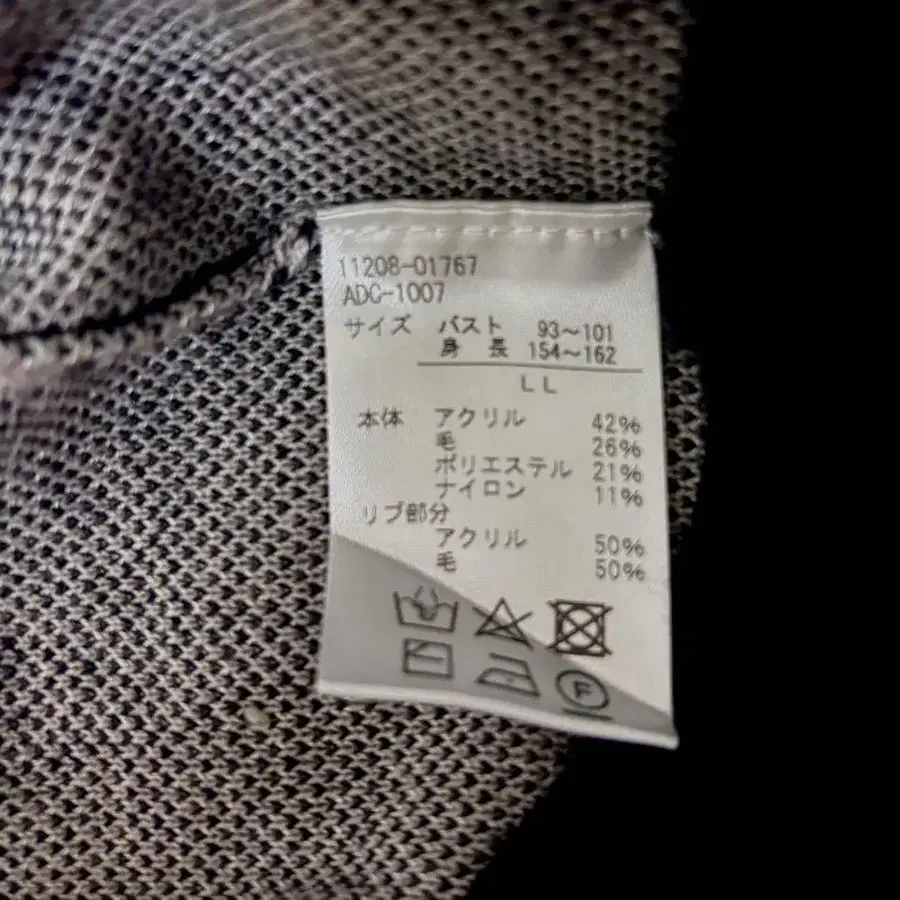 11208-01767
ADC-1007
サイズ バスト 93～101
身長 154～162
LL
本体 アクリル 42%
毛 26%
ポリエステル 21%
ナイロン 11%
リブ部分
アクリル 50%
毛 50%
F